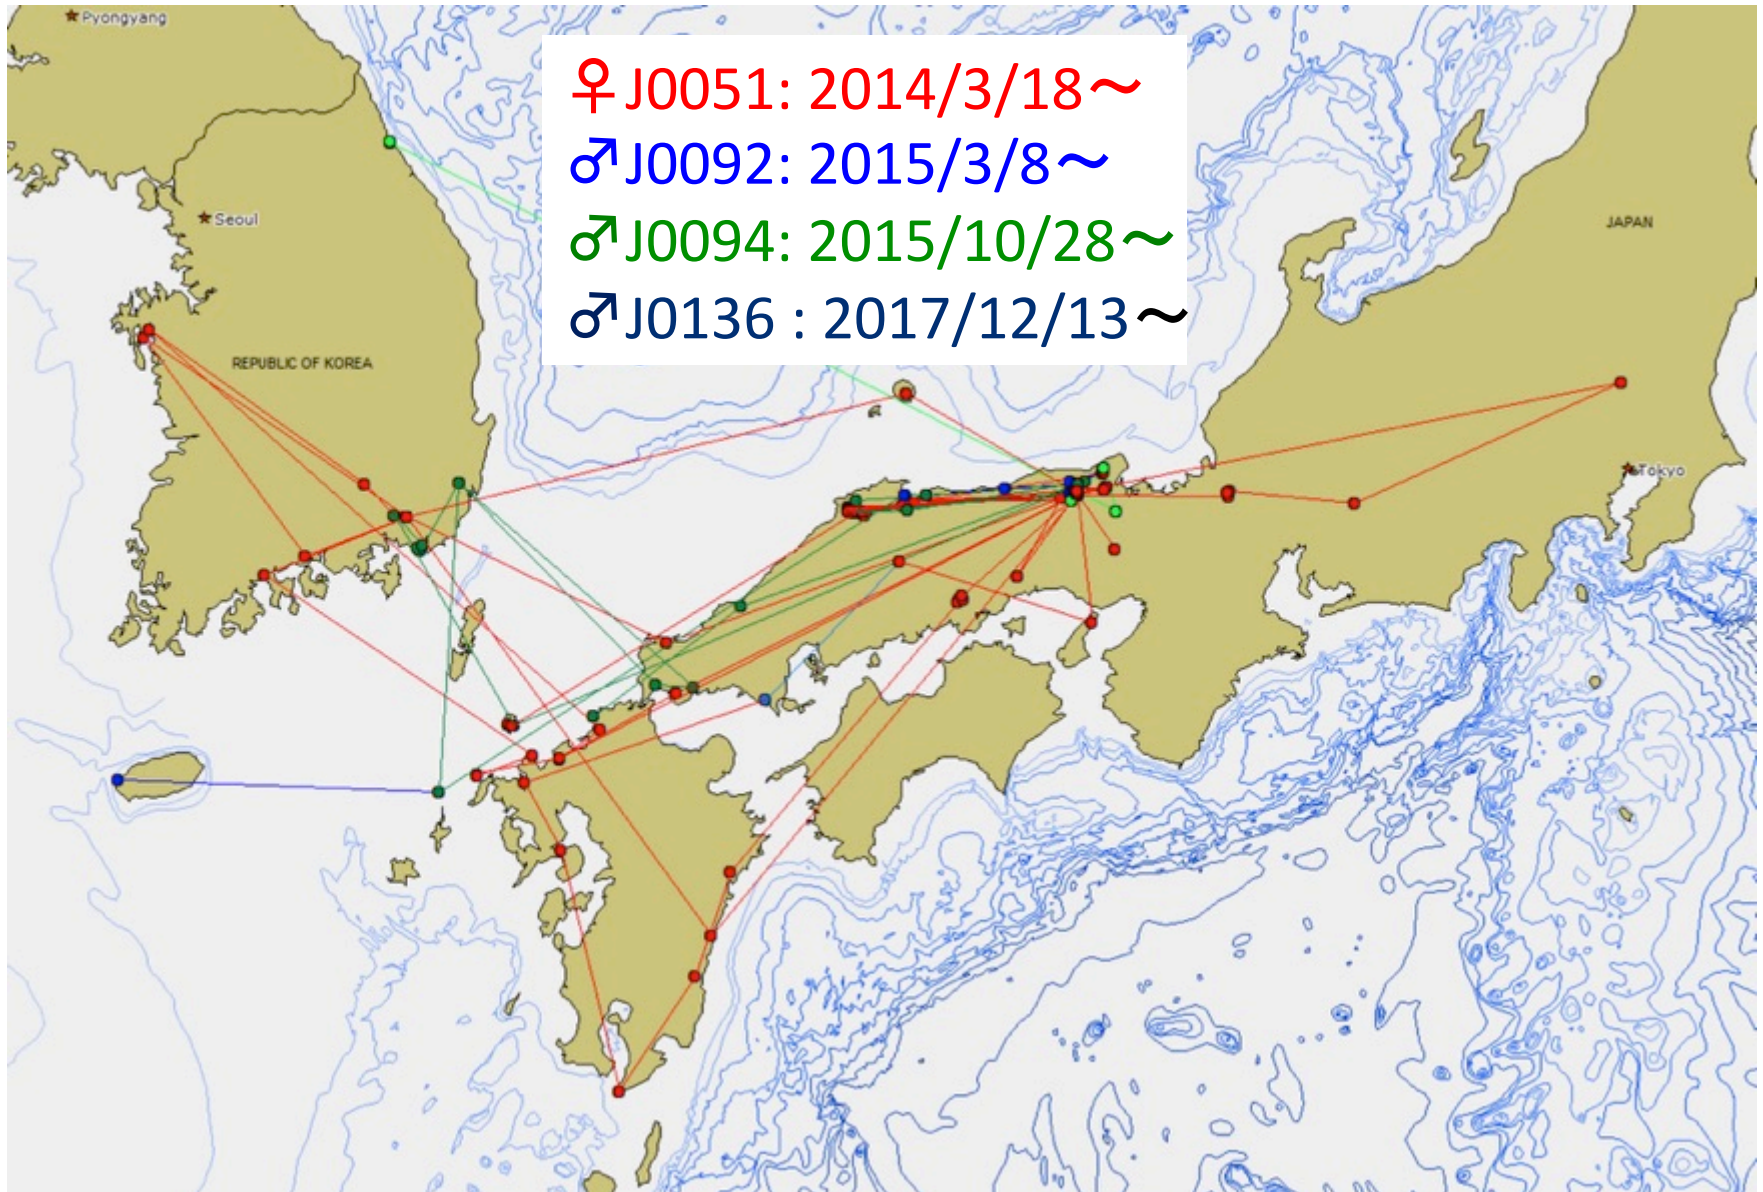 Pyongyang
♀J0051: 2014/3/18～
♂J0092: 2015/3/8～
♂J0094: 2015/10/28～
♂J0136 : 2017/12/13～
Seoul
JAPAN
REPUBLIC OF KOREA
Tokyo